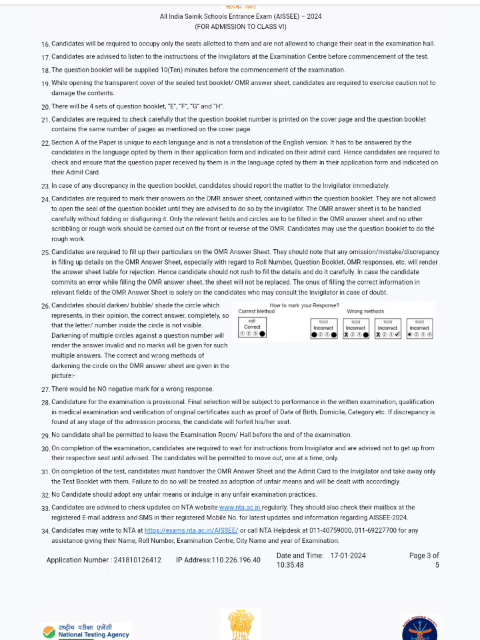 All India Sainik Schools Entrance Exam (AISSEE) – 2024
(FOR ADMISSION TO CLASS VI)
16. Candidates will be required to occupy only the seats allotted to them and are not allowed to change their seat in the examination hall.
17. Candidates are advised to listen to the instructions of the Invigilators at the Examination Centre before commencement of the test.
18. The question booklet will be supplied 10(Ten) minutes before the commencement of the examination.
19. While opening the transparent cover of the sealed test booklet/ OMR answer sheet, candidates are required to exercise caution not to
damage the contents.
20. There will be 4 sets of question booklet, "E", "F", "G" and "H".
21. Candidates are required to check carefully that the question booklet number is printed on the cover page and the question booklet
contains the same number of pages as mentioned on the cover page.
22. Section A of the Paper is unique to each language and is not a translation of the English version. It has to be answered by the
candidates in the language opted by them in their application form and indicated on their admit card. Hence candidates are required to
check and ensure that the question paper received by them is in the language opted by them in their application form and indicated on
their Admit Card.
23. In case of any discrepancy in the question booklet, candidates should report the matter to the Invigilator immediately.
24. Candidates are required to mark their answers on the OMR answer sheet, contained within the question booklet. They are not allowed
to open the seal of the question booklet until they are advised to do so by the invigilator. The OMR answer sheet is to be handled
carefully without folding or disfiguring it. Only the relevant fields and circles are to be filled in the OMR answer sheet and no other
scribbling or rough work should be carried out on the front or reverse of the OMR. Candidates may use the question booklet to do the
rough work.
25. Candidates are required to fill up their particulars on the OMR Answer Sheet. They should note that any omission/mistake/discrepancy
in filling up details on the OMR Answer Sheet, especially with regard to Roll Number, Question Booklet, OMR responses, etc. will render
the answer sheet liable for rejection. Hence candidate should not rush to fill the details and do it carefully. In case the candidate
commits an error while filling the OMR answer sheet, the sheet will not be replaced. The onus of filling the correct information in
relevant fields of the OMR Answer Sheet is solely on the candidates who may consult the Invigilator in case of doubt.
26. Candidates should darken/ bubble/ shade the circle which
represents, in their opinion, the correct answer, completely, so
that the letter/ number inside the circle is not visible.
Darkening of multiple circles against a question number will
render the answer invalid and no marks will be given for such
multiple answers. The correct and wrong methods of
darkening the circle on the OMR answer sheet are given in the
picture:-
How to mark your Response?
Correct Method Wrong methods
Correct Incorrect Incorrect Incorrect Incorrect
27. There would be NO negative mark for a wrong response.
28. Candidature for the examination is provisional. Final selection will be subject to performance in the written examination, qualification
in medical examination and verification of original certificates such as proof of Date of Birth, Domicile, Category etc. If discrepancy is
found at any stage of the admission process, the candidate will forfeit his/her seat.
29. No candidate shall be permitted to leave the Examination Room/ Hall before the end of the examination.
30. On completion of the examination, candidates are required to wait for instructions from Invigilator and are advised not to get up from
their respective seat until advised. The candidates will be permitted to move out, one at a time, only.
31. On completion of the test, candidates must handover the OMR Answer Sheet and the Admit Card to the Invigilator and take away only
the Test Booklet with them. Failure to do so will be treated as adoption of unfair means and will be dealt with accordingly.
32. No Candidate should adopt any unfair means or indulge in any unfair examination practices.
33. Candidates are advised to check updates on NTA website www.nta.ac.in regularly. They should also check their mailbox at the
registered E-mail address and SMS in their registered Mobile No. for latest updates and information regarding AISSEE-2024.
34. Candidates may write to NTA at https://exams.nta.ac.in/AISSEE/ or call NTA Helpdesk at 011-40759000, 011-69227700 for any
assistance giving their Name, Roll Number, Examination Centre, City Name and year of Examination.
Application Number : 241810126412 IP Address:110.226.196.40 Date and Time: 17-01-2024 10:35:48 Page 3 of 5
राष्ट्रीय परीक्षा एजेंसी
National Testing Agency